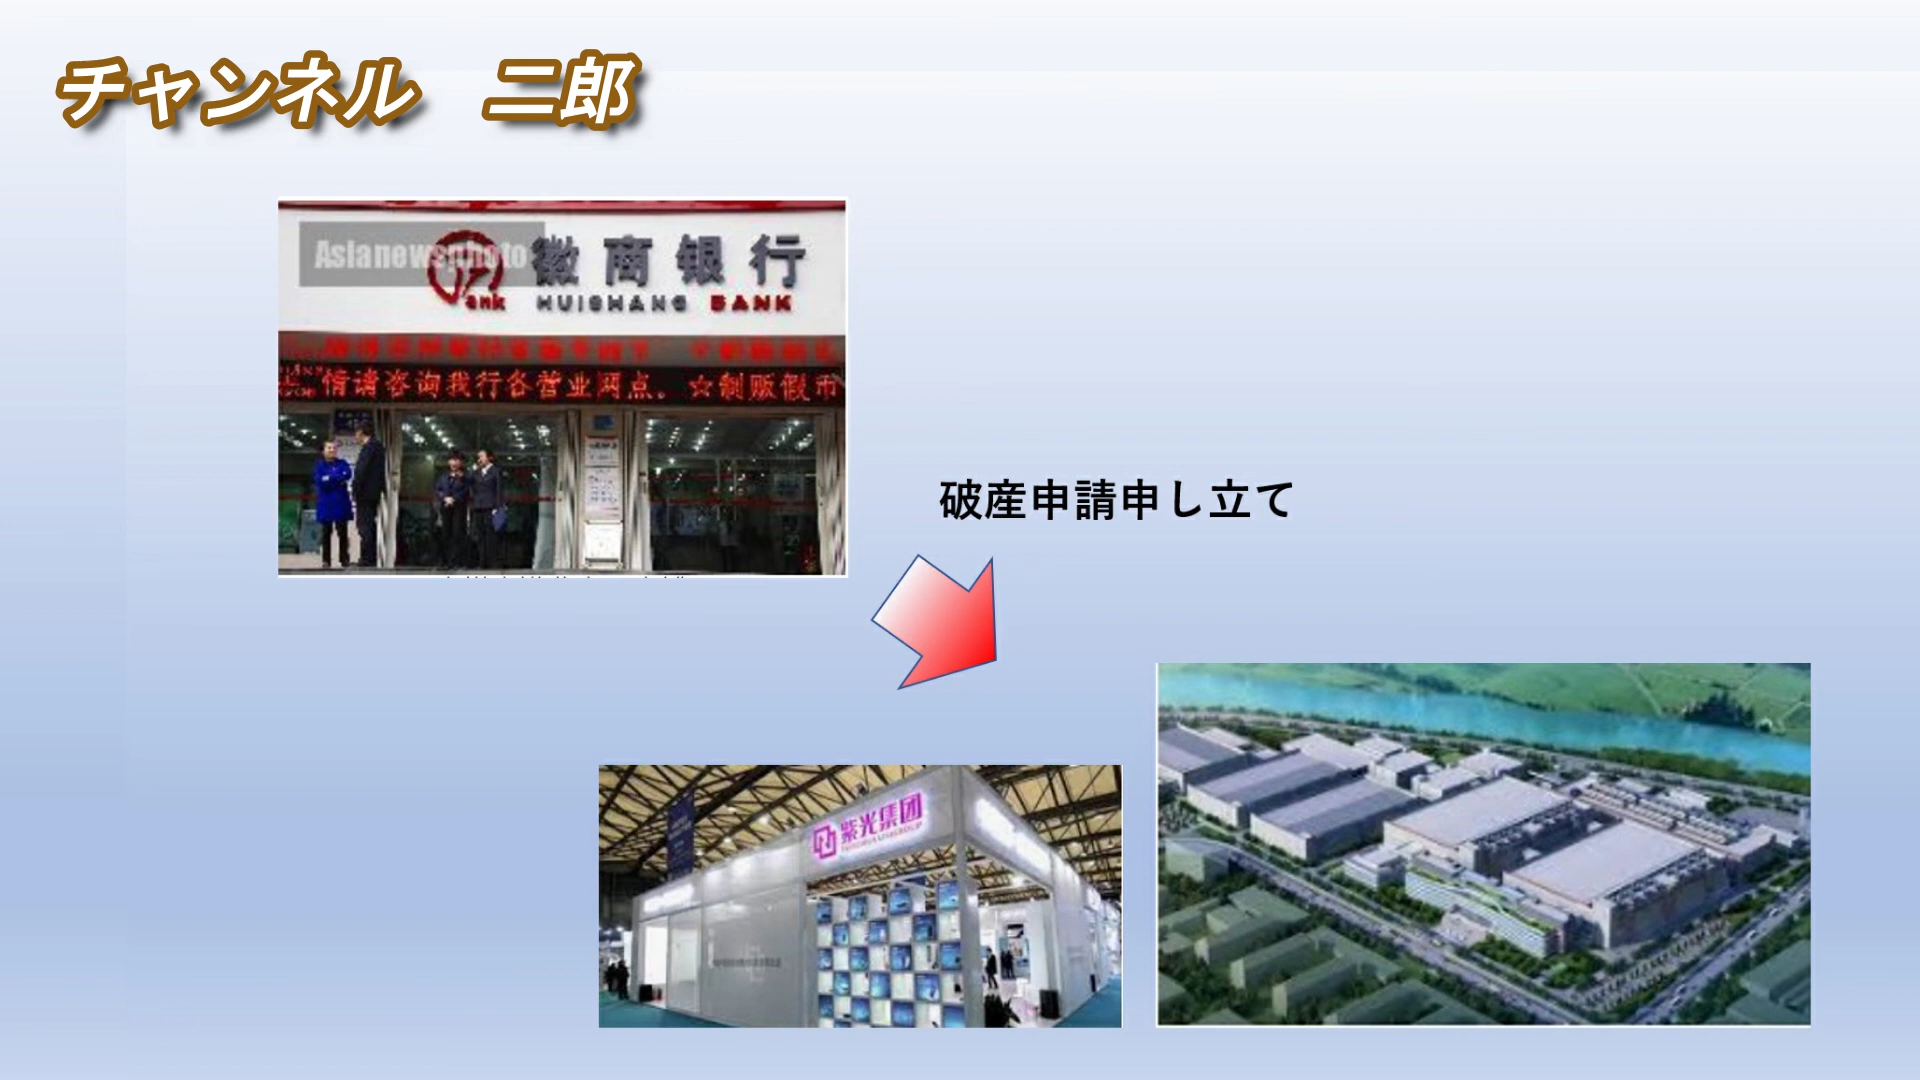 チャンネル　二郎
Asianewsphoto
徽商银行
ank HUISHANG BANK
情请咨询我行各营业网点。☆制贩假币
破産申請申し立て
紫光集团